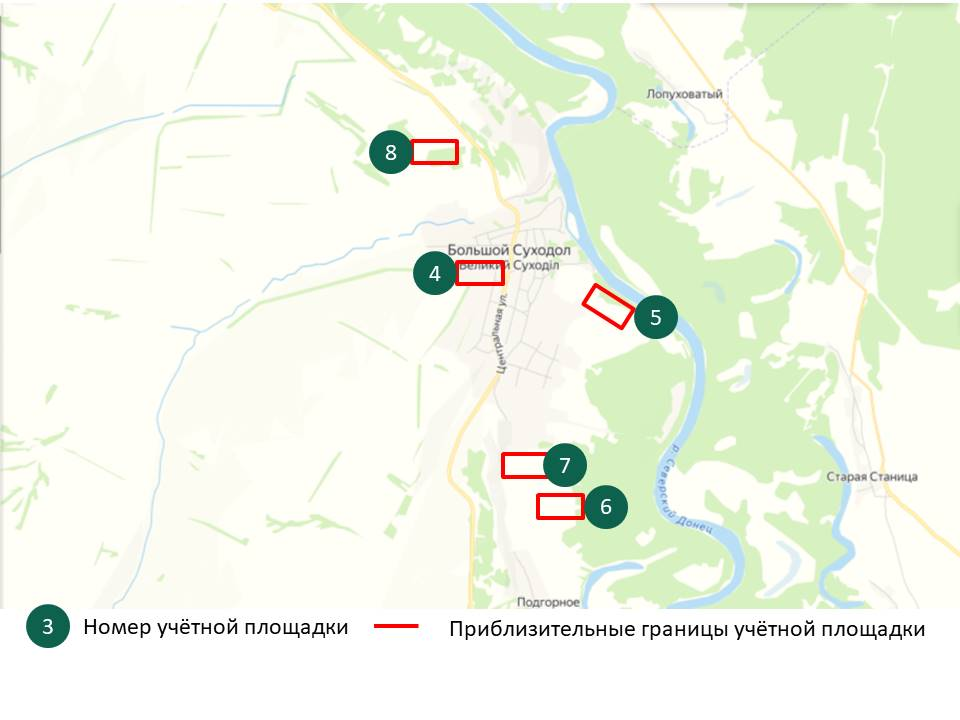 Лопуховатый
8
Большой Суходол
Великий Суходiл
4
5
Центральная ул.
7
р. Северский Донец
Старая Станица
6
Подгорное
3 Номер учётной площадки Приблизительные границы учётной площадки